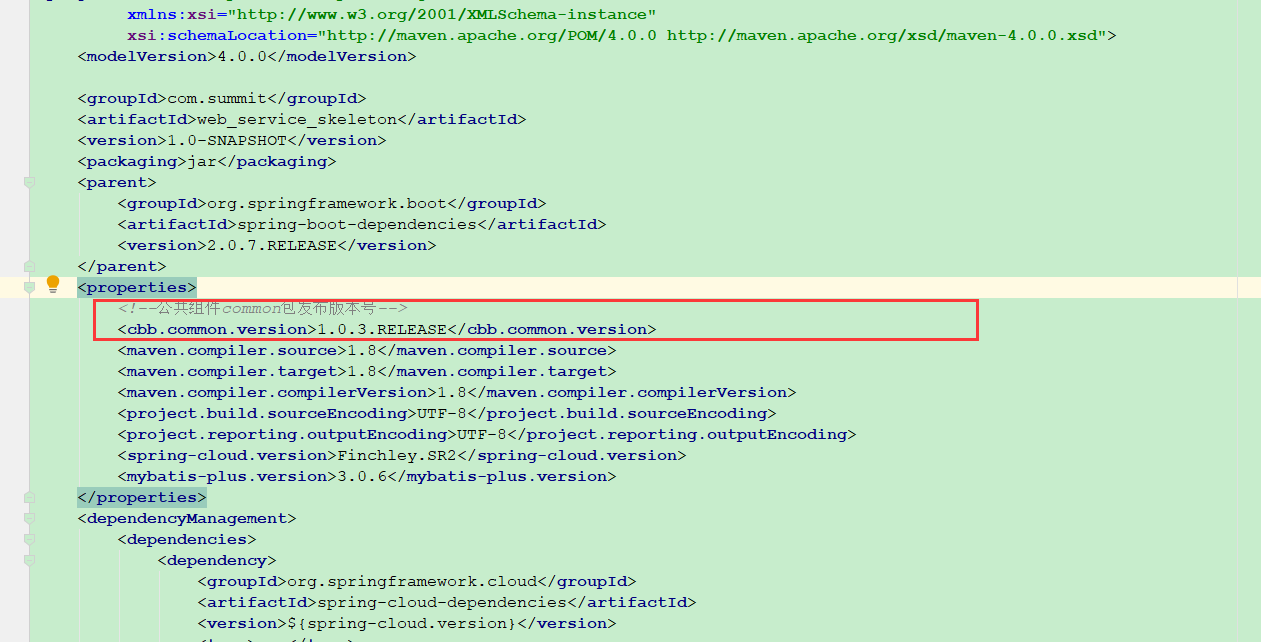 xmlns:xsi="http://www.w3.org/2001/XMLSchema-instance"
xsi:schemaLocation="http://maven.apache.org/POM/4.0.0 http://maven.apache.org/xsd/maven-4.0.0.xsd">
<modelVersion>4.0.0</modelVersion>
<groupId>com.summit</groupId>
<artifactId>web_service_skeleton</artifactId>
<version>1.0-SNAPSHOT</version>
<packaging>jar</packaging>
<parent>
<groupId>org.springframework.boot</groupId>
<artifactId>spring-boot-dependencies</artifactId>
<version>2.0.7.RELEASE</version>
</parent>
<properties>
<!--公共组件common包发布版本号-->
<cbb.common.version>1.0.3.RELEASE</cbb.common.version>
<maven.compiler.source>1.8</maven.compiler.source>
<maven.compiler.target>1.8</maven.compiler.target>
<maven.compiler.compilerVersion>1.8</maven.compiler.compilerVersion>
<project.build.sourceEncoding>UTF-8</project.build.sourceEncoding>
<project.reporting.outputEncoding>UTF-8</project.reporting.outputEncoding>
<spring-cloud.version>Finchley.SR2</spring-cloud.version>
<mybatis-plus.version>3.0.6</mybatis-plus.version>
</properties>
<dependencyManagement>
<dependencies>
<dependency>
<groupId>org.springframework.cloud</groupId>
<artifactId>spring-cloud-dependencies</artifactId>
<version>${spring-cloud.version}</version>